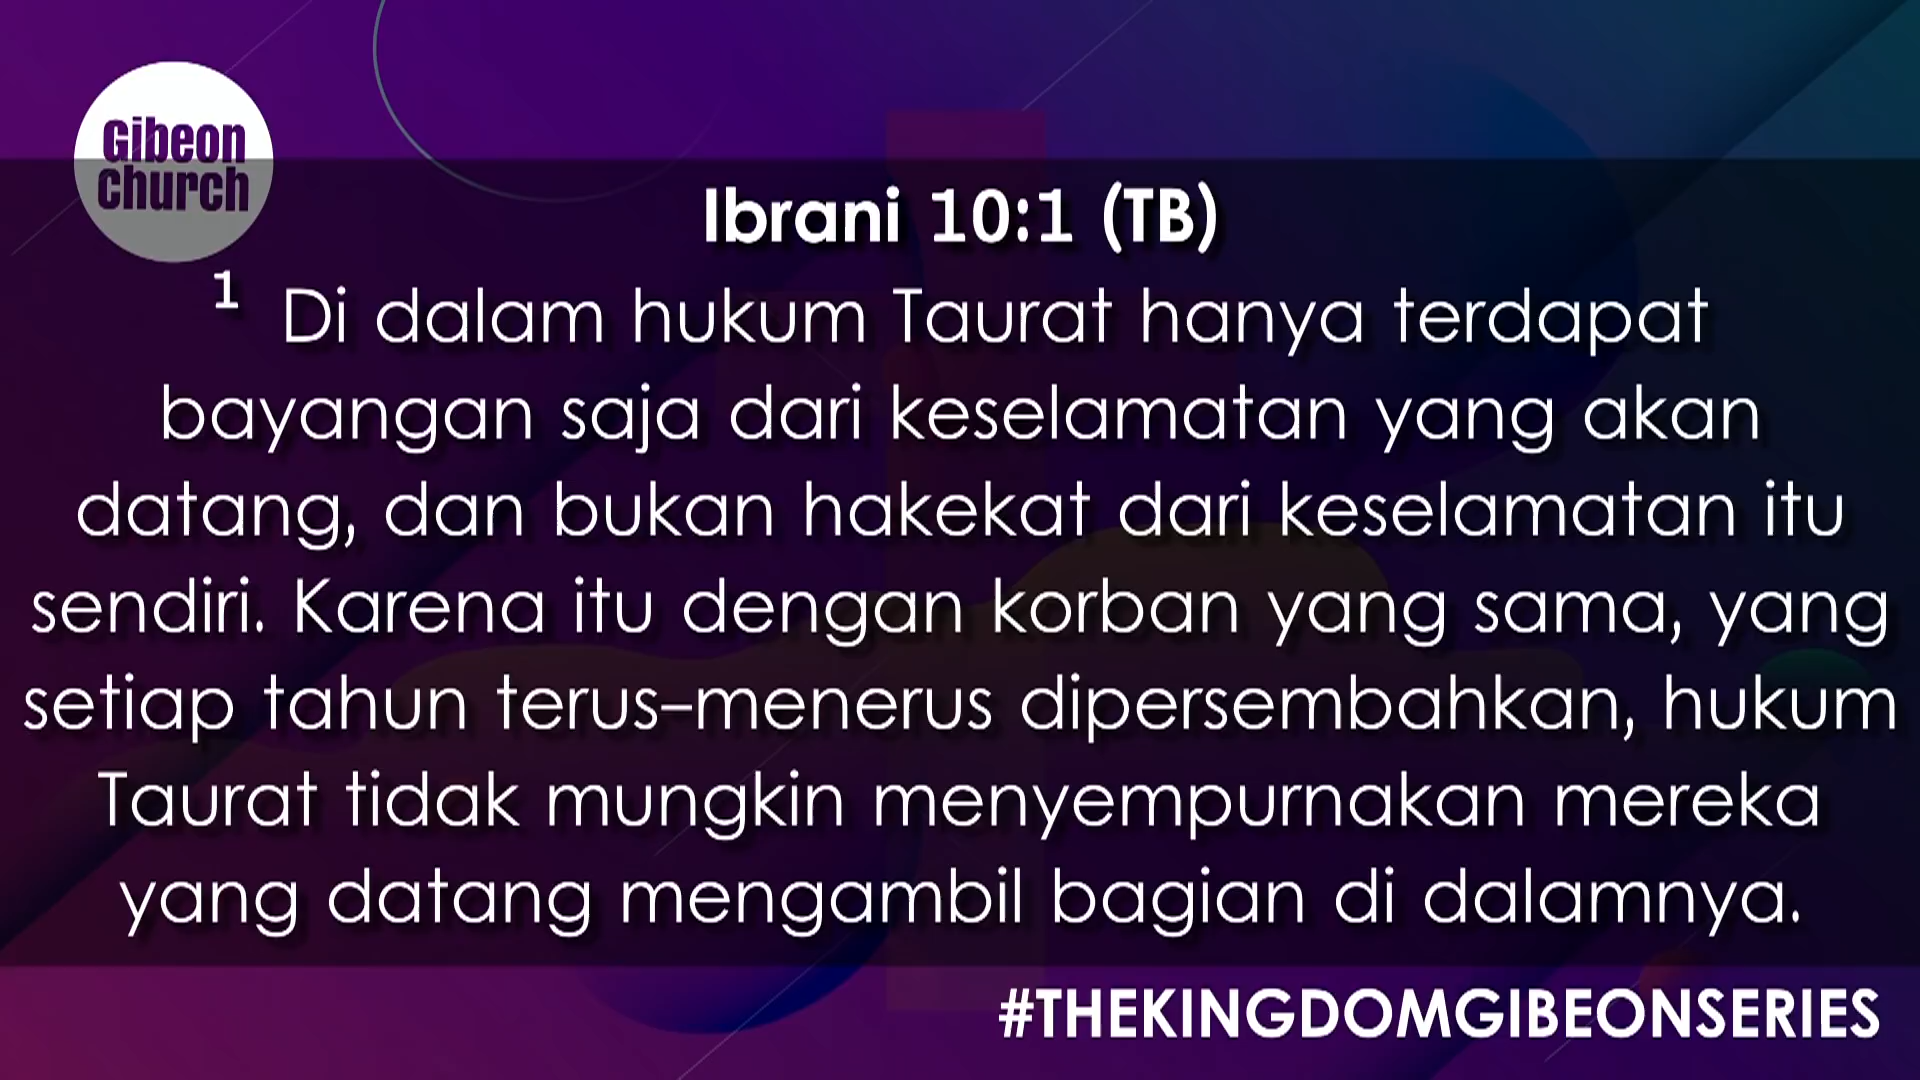 Gibeon
church
Ibrani 10:1 (TB)
1 Di dalam hukum Taurat hanya terdapat
bayangan saja dari keselamatan yang akan
datang, dan bukan hakekat dari keselamatan itu
sendiri. Karena itu dengan korban yang sama, yang
setiap tahun terus–menerus dipersembahkan, hukum
Taurat tidak mungkin menyempurnakan mereka
yang datang mengambil bagian di dalamnya.
#THEKINGDOMGIBEONSERIES